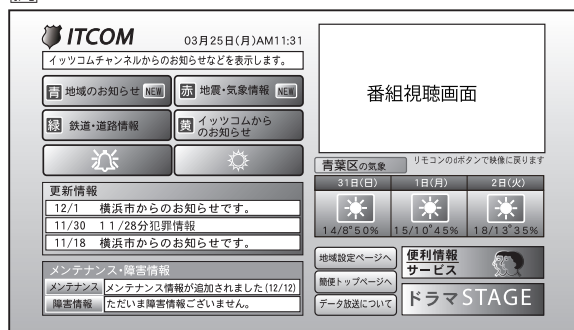 ITCOM
03月25日(月)AM11:31
イッツコムチャンネルからのお知らせなどを表示します。
青 地域のお知らせ NEW
赤 地震・気象情報 NEW
緑 鉄道・道路情報
黄 イッツコムから
のお知らせ
番組視聴画面
青葉区の気象
リモコンのdボタンで映像に戻ります
31日(日) 1日(月) 2日(火)
14/8°50% 15/10°45% 18/13°35%
更新情報
12/1 横浜市からのお知らせです。
11/30 11/28分犯罪情報
11/18 横浜市からのお知らせです。
メンテナンス・障害情報
メンテナンス メンテナンス情報が追加されました(12/12)
障害情報 ただいま障害情報ございません。
地域設定ページへ
簡便トップページへ
データ放送について
便利情報
サービス
ドラマSTAGE